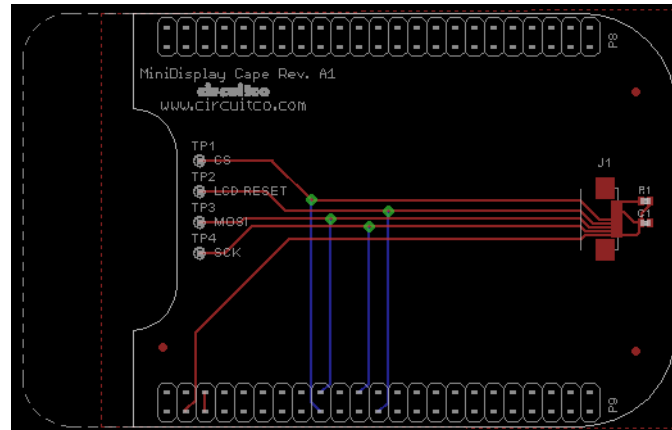 P8
MiniDisplay Cape Rev. A1
circuitco
www.circuitco.com
TP1
CS
TP2
LCD RESET
TP3
MOSI
TP4
SCK
J1
R1
C1
P9